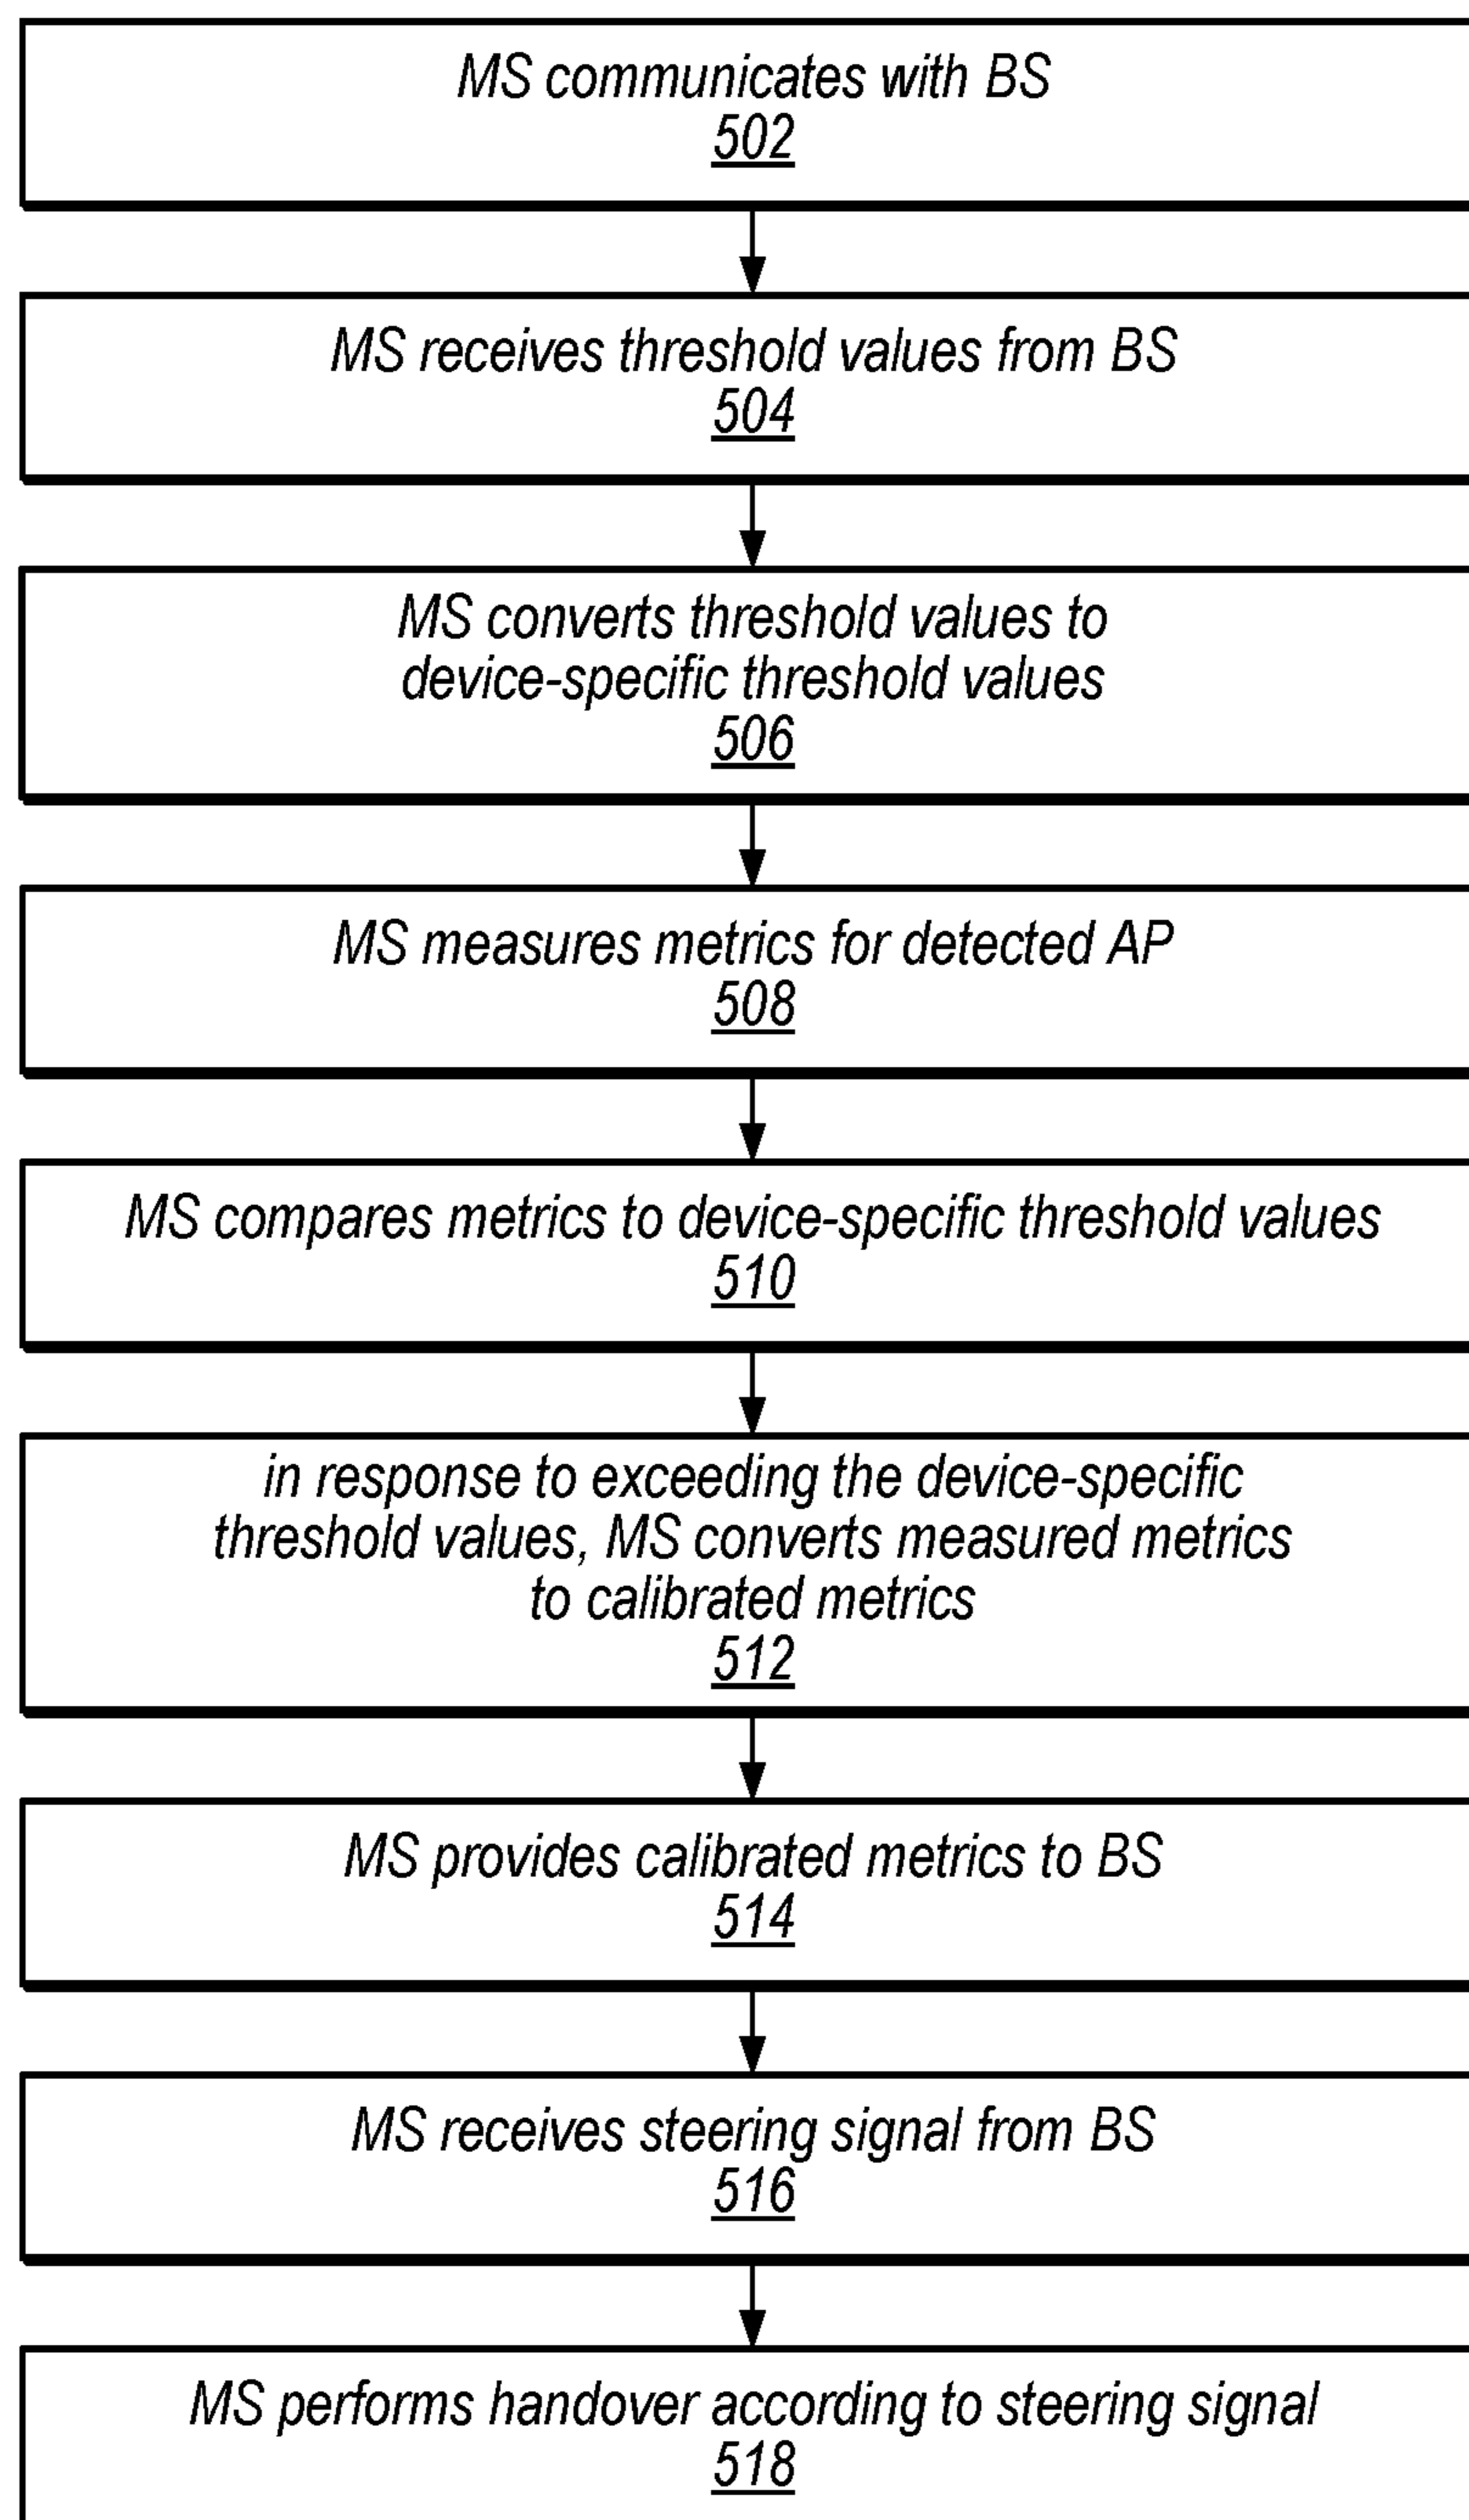 MS communicates with BS
502
MS receives threshold values from BS
504
MS converts threshold values to
device-specific threshold values
506
MS measures metrics for detected AP
508
MS compares metrics to device-specific threshold values
510
in response to exceeding the device-specific
threshold values, MS converts measured metrics
to calibrated metrics
512
MS provides calibrated metrics to BS
514
MS receives steering signal from BS
516
MS performs handover according to steering signal
518